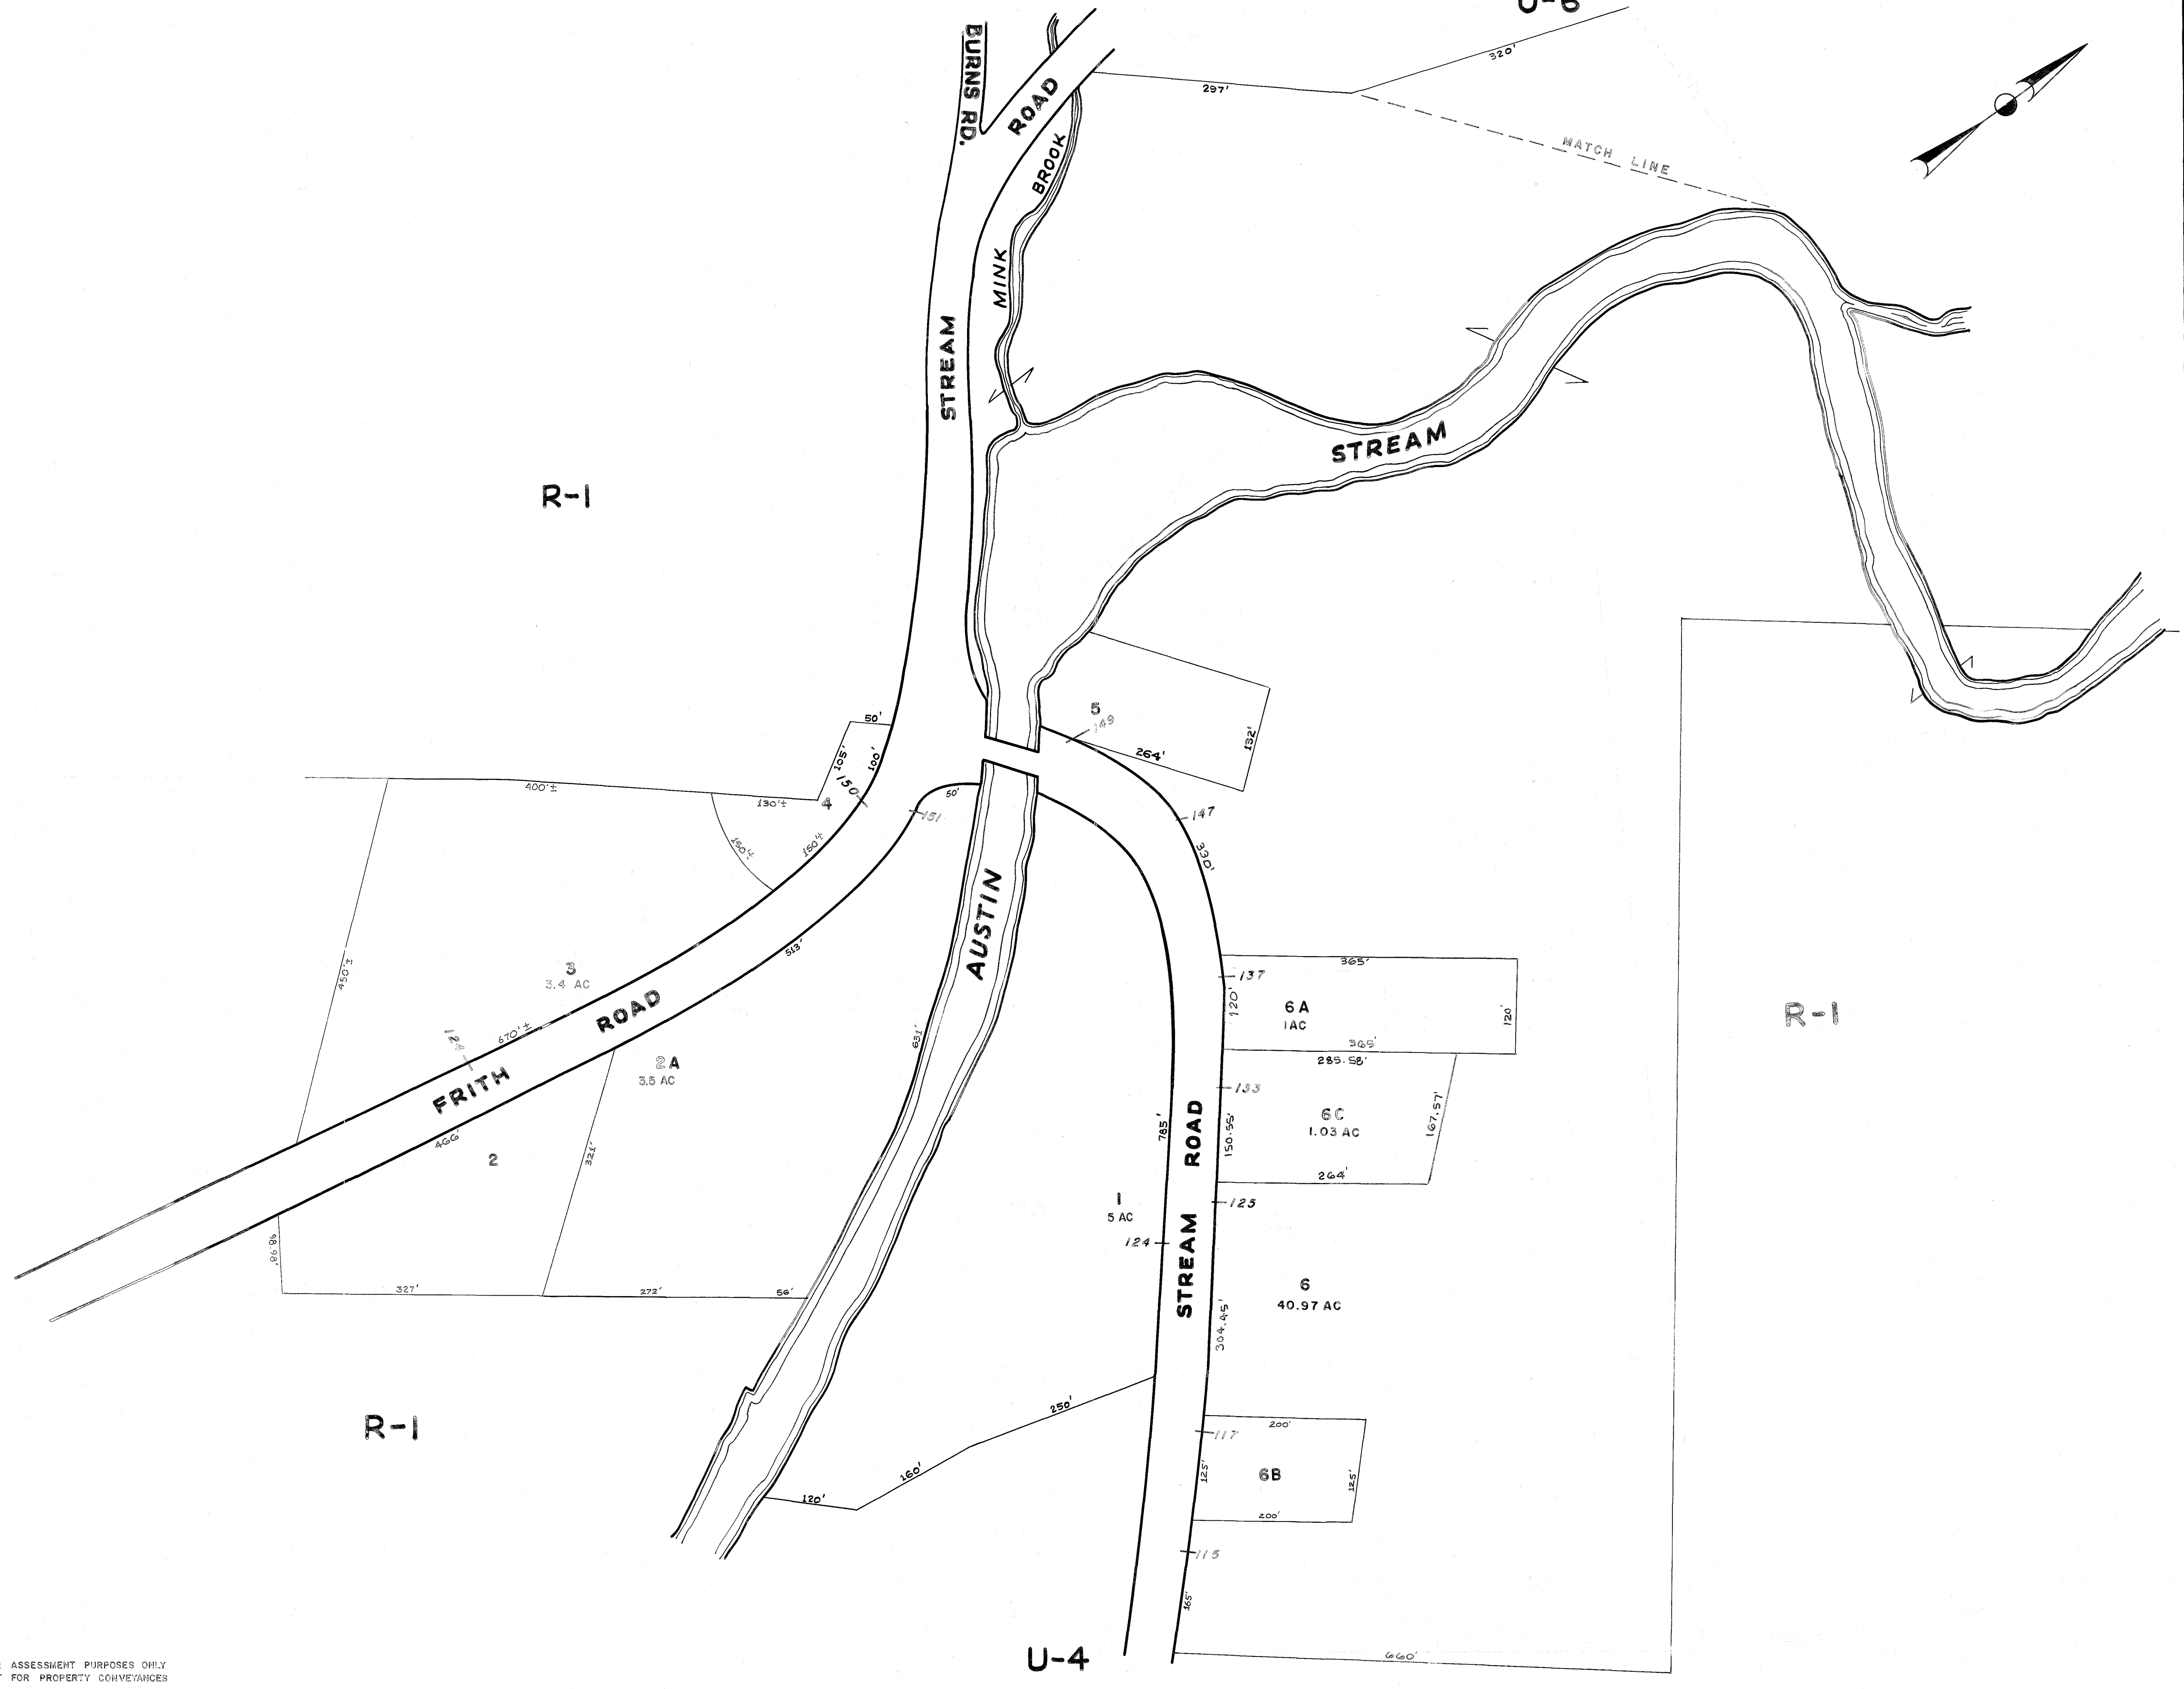 U-6
BURNS RD.
ROAD
320'
297'
MATCH LINE
BROOK
MINK
STREAM
STREAM
R-1
5
149
264'
132'
50'
105'
100'
150
4
400'±
130'±
150'±
150'±
50'
151
147
330'
AUSTIN
513'
450'±
3
3.4 AC
670'±
124
FRITH ROAD
2A
3.5 AC
466'
2
321'
98.98'
327'
272'
56'
631'
365'
137
120'
6A
1AC
120'
365'
285.58'
133
6C
1.03 AC
150.55'
167.57'
264'
R-1
785'
STREAM ROAD
1
5 AC
125
124
6
40.97 AC
304.45'
R-1
250'
160'
120'
200'
117
125'
6B
125'
200'
115
165'
U-4
660'
ASSESSMENT PURPOSES ONLY
FOR PROPERTY CONVEYANCES